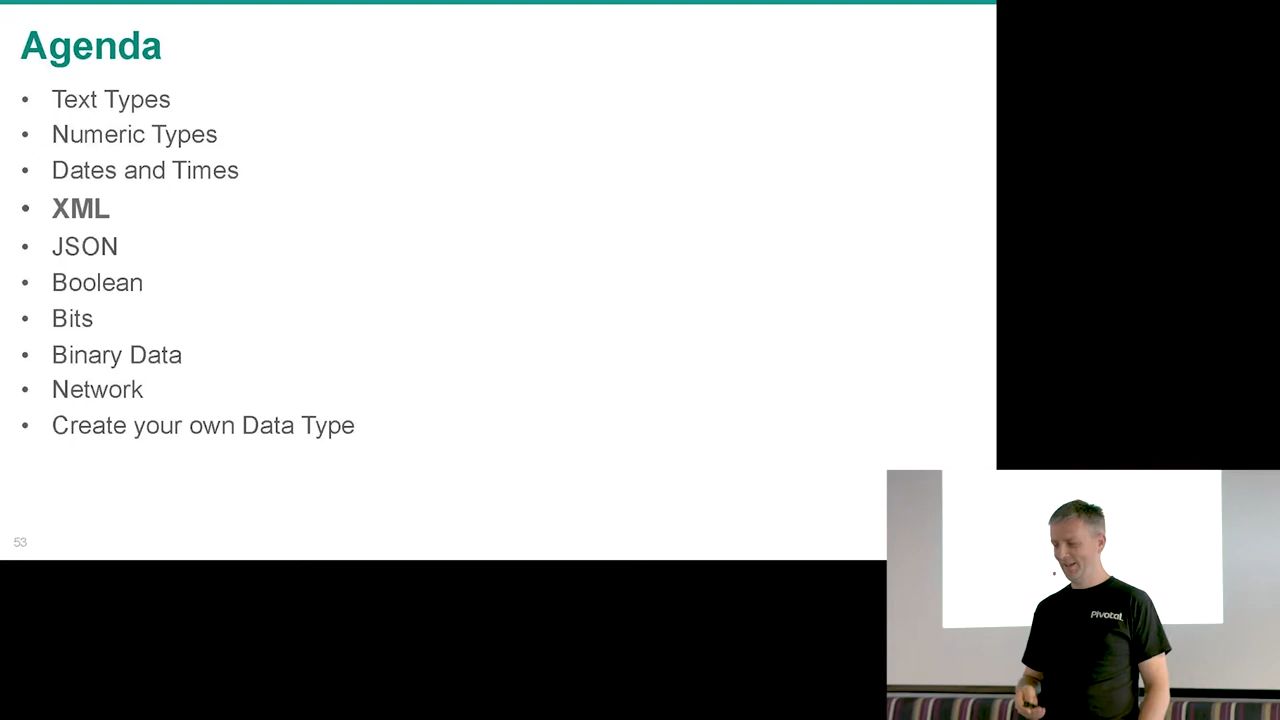 Agenda
• Text Types
• Numeric Types
• Dates and Times
• XML
• JSON
• Boolean
• Bits
• Binary Data
• Network
• Create your own Data Type
53
Pivotal